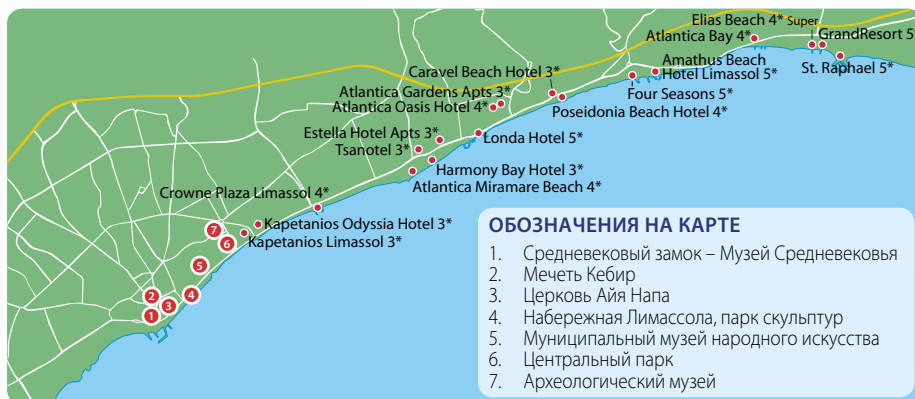 Elias Beach 4* Super
Atlantica Bay 4*
GrandResort 5*
St. Raphael 5*
Amathus Beach
Hotel Limassol 5*
Four Seasons 5*
Caravel Beach Hotel 3*
Poseidonia Beach Hotel 4*
Atlantica Gardens Apts 3*
Atlantica Oasis Hotel 4*
Londa Hotel 5*
Estella Hotel Apts 3*
Tsanotel 3*
Harmony Bay Hotel 3*
Atlantica Miramare Beach 4*
Crowne Plaza Limassol 4*
Kapetanios Odyssia Hotel 3*
Kapetanios Limassol 3*
7
6
5
4
2
3
1
ОБОЗНАЧЕНИЯ НА КАРТЕ
1. Средневековый замок – Музей Средневековья
2. Мечеть Кебир
3. Церковь Айя Напа
4. Набережная Лимассола, парк скульптур
5. Муниципальный музей народного искусства
6. Центральный парк
7. Археологический музей